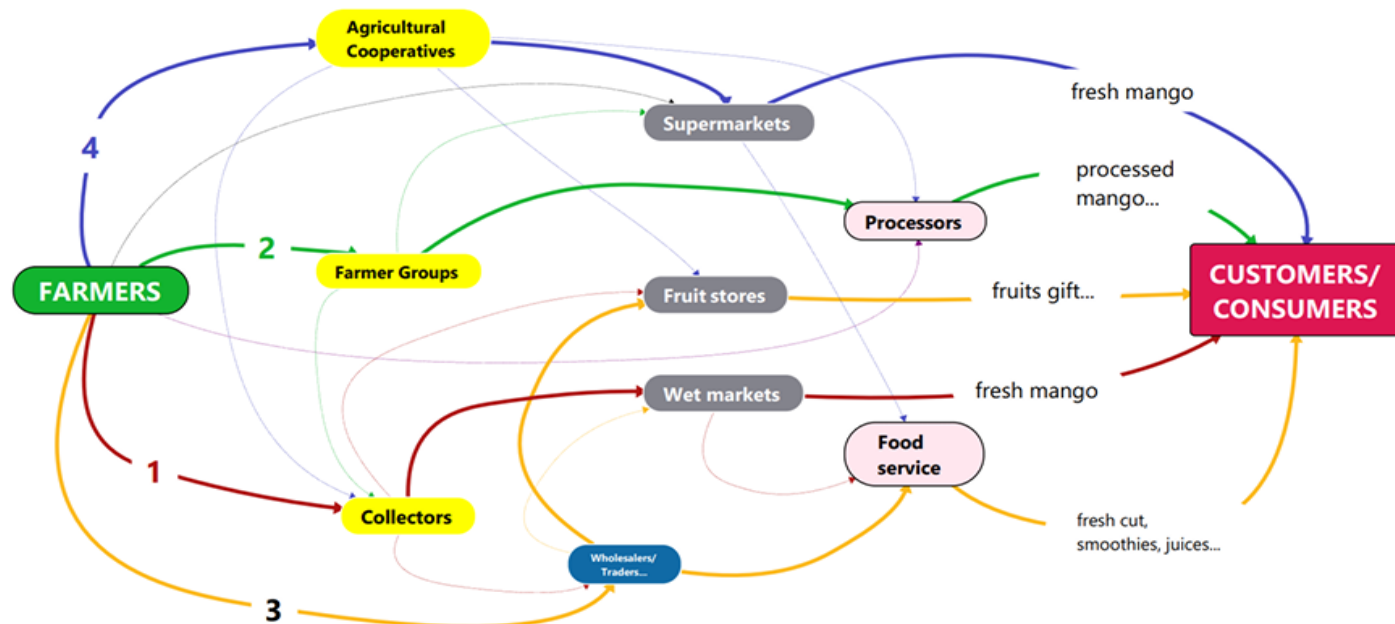 Agricultural
Cooperatives
fresh mango
Supermarkets
4
processed
mango...
Processors
2
Farmer Groups
FARMERS
Fruit stores
fruits gift...
CUSTOMERS/
CONSUMERS
Wet markets
fresh mango
Food
service
1
Collectors
fresh cut,
smoothies, juices...
Wholesalers/
Traders...
3